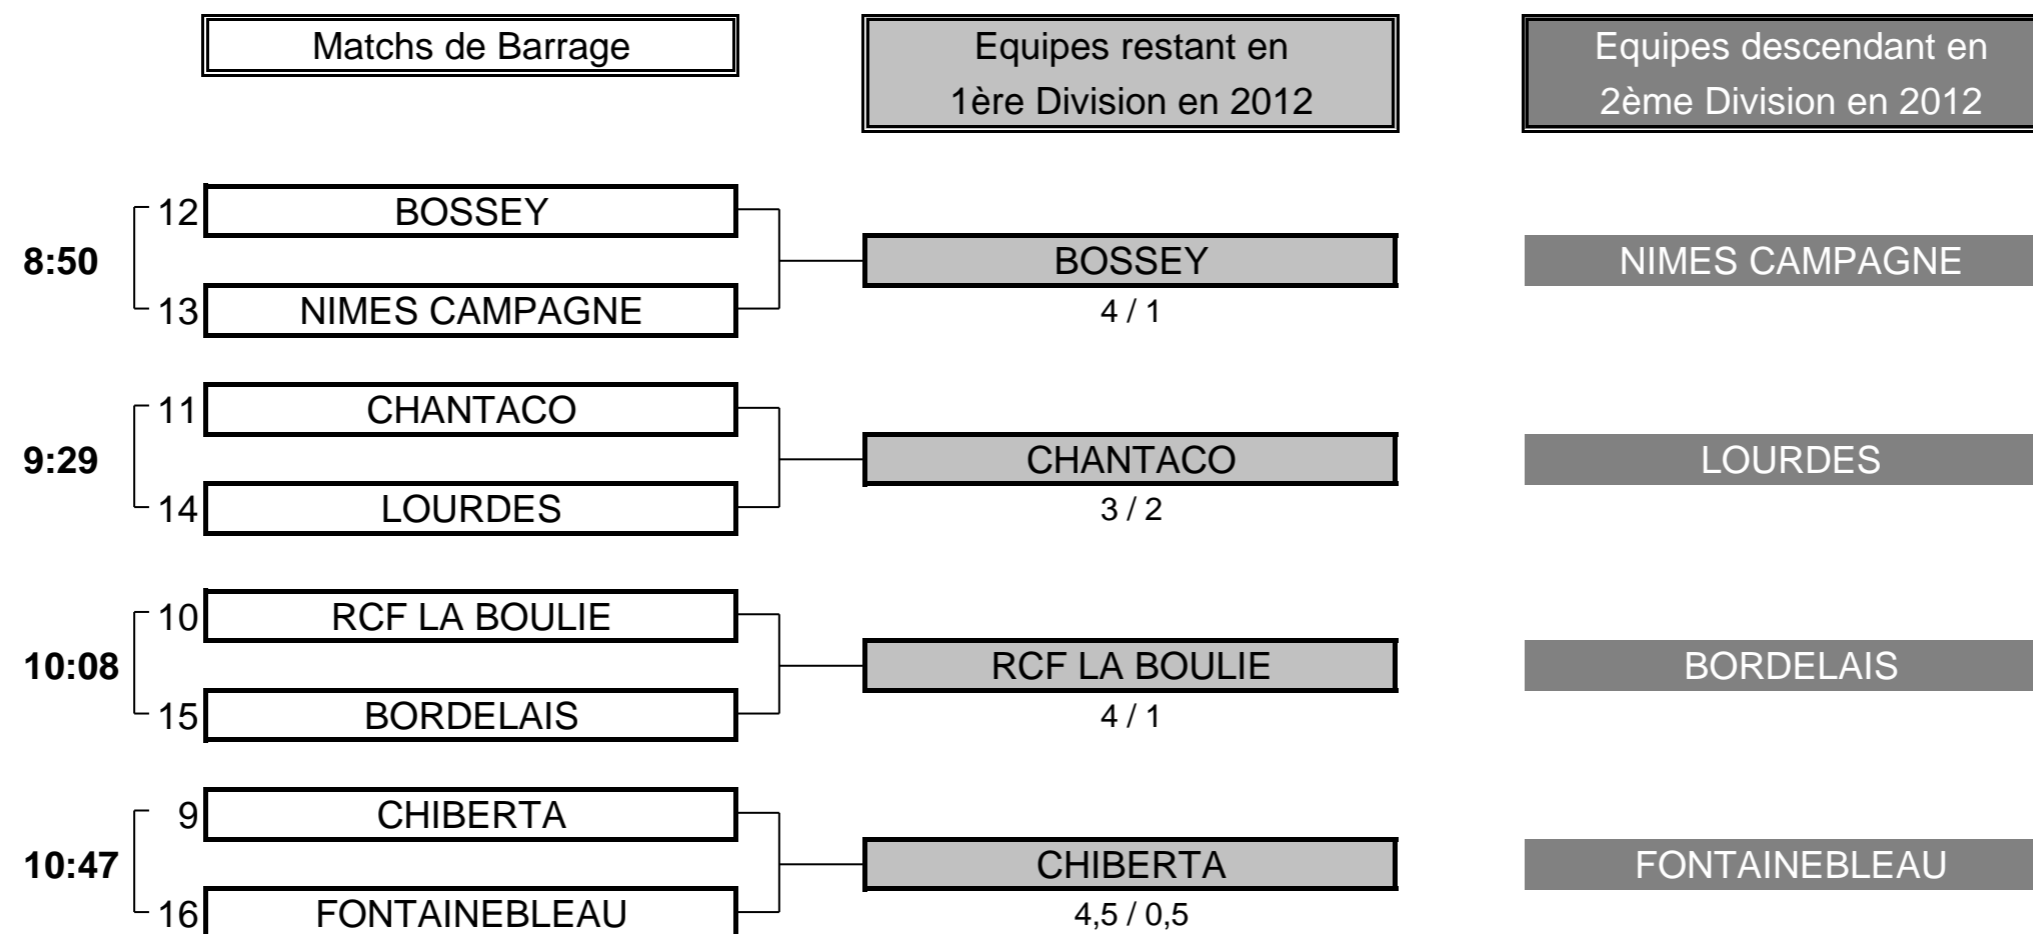 Matchs de Barrage
Equipes restant en
1ère Division en 2012
Equipes descendant en
2ème Division en 2012
12 BOSSEY
8:50 BOSSEY NIMES CAMPAGNE
13 NIMES CAMPAGNE 4 / 1
11 CHANTACO
9:29 CHANTACO LOURDES
14 LOURDES 3 / 2
10 RCF LA BOULIE
10:08 RCF LA BOULIE BORDELAIS
15 BORDELAIS 4 / 1
9 CHIBERTA
10:47 CHIBERTA FONTAINEBLEAU
16 FONTAINEBLEAU 4,5 / 0,5